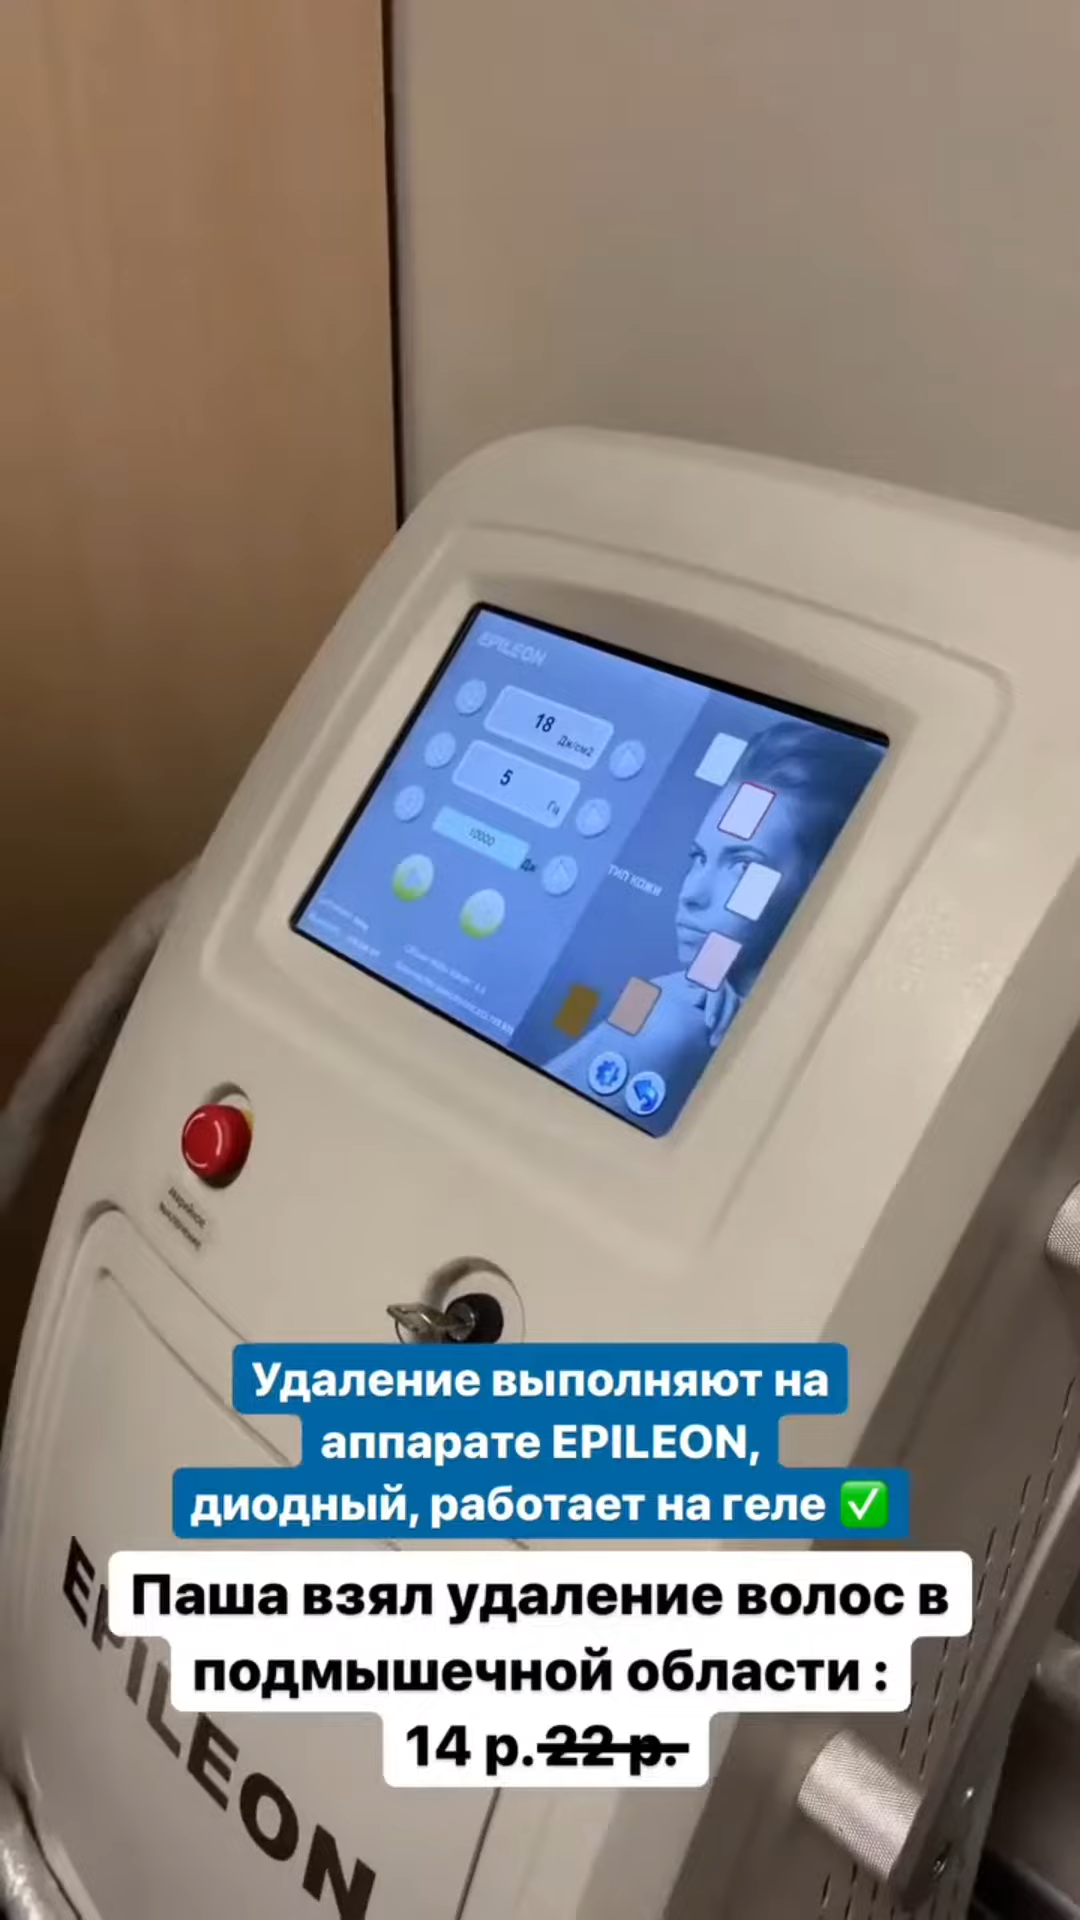 EPILEON
18
Дж/см2
5
Гц
10000
Дж
ТИП КОЖИ
Удаление выполняют на
аппарате EPILEON,
диодный, работает на геле ✅
Паша взял удаление волос в
подмышечной области :
14 р. 22 р.
EPILEON